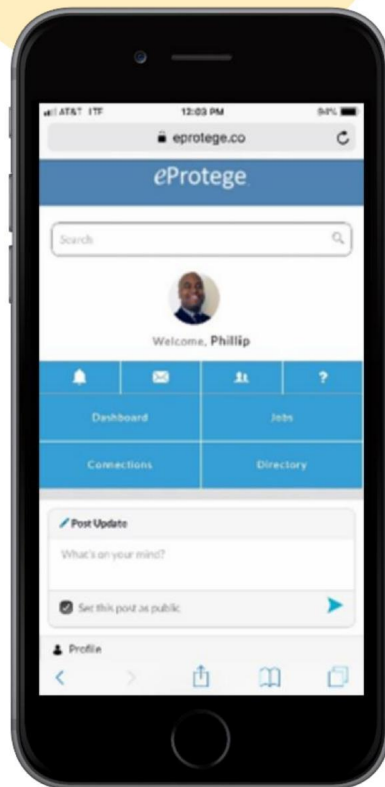 AT&T LTE 12:03 PM 94%
eprotege.co
eProtege
Search
Welcome, Phillip
?
Dashboard Jobs
Connections Directory
Post Update
What's on your mind?
Set this post as public
Profile